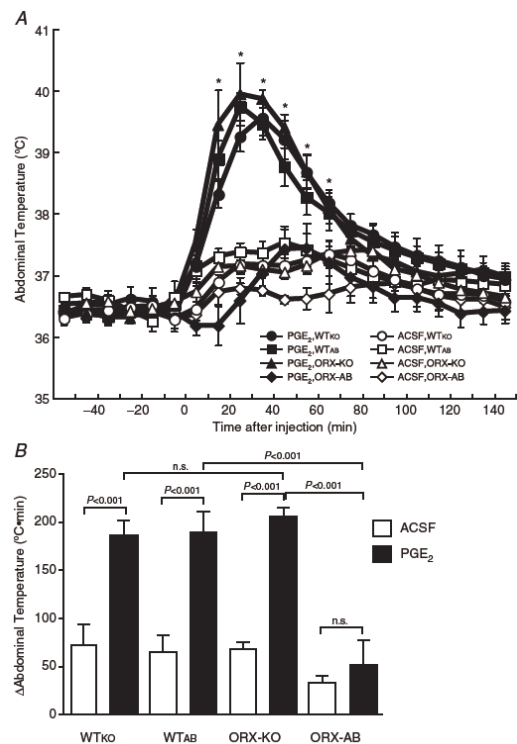 A
41
40
39
38
37
36
35
Abdominal Temperature (ºC)
* * * * * *
PGE₂,WTKO ACSF,WTKO
PGE₂,WTAB ACSF,WTAB
PGE₂,ORX-KO ACSF,ORX-KO
PGE₂,ORX-AB ACSF,ORX-AB
−40 −20 0 20 40 60 80 100 120 140
Time after injection (min)
B
P<0.001
n.s.
P<0.001 P<0.001 P<0.001 P<0.001
n.s.
250
200
150
100
50
0
ΔAbdominal Temperature (ºC•min)
ACSF
PGE₂
WTKO WTAB ORX-KO ORX-AB